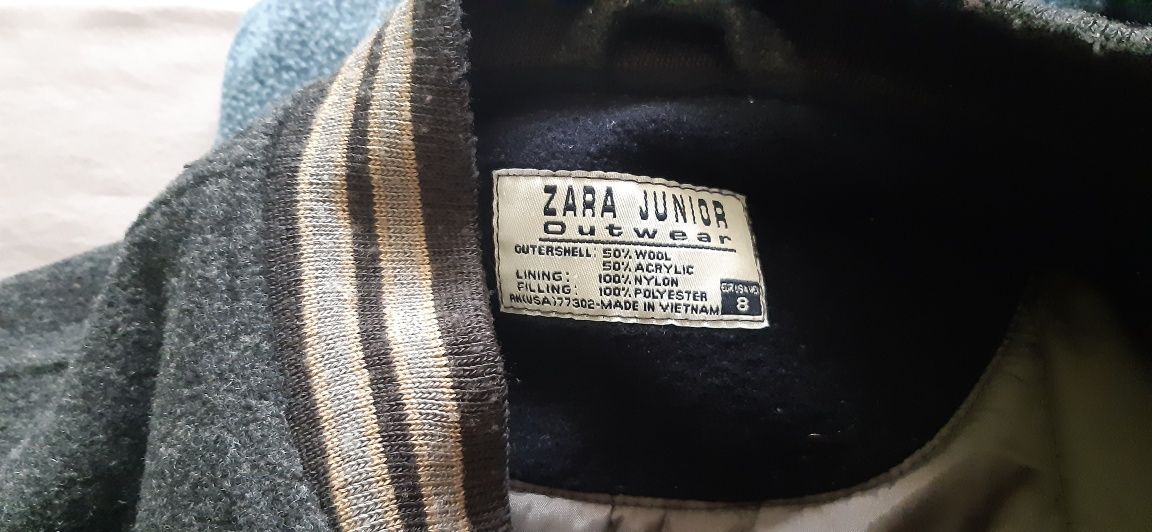 ZARA JUNIOR
Outwear
OUTERSHELL: 50% WOOL
50% ACRYLIC
LINING: 100% NYLON
FILLING: 100% POLYESTER
RN(USA)77302-MADE IN VIETNAM
8